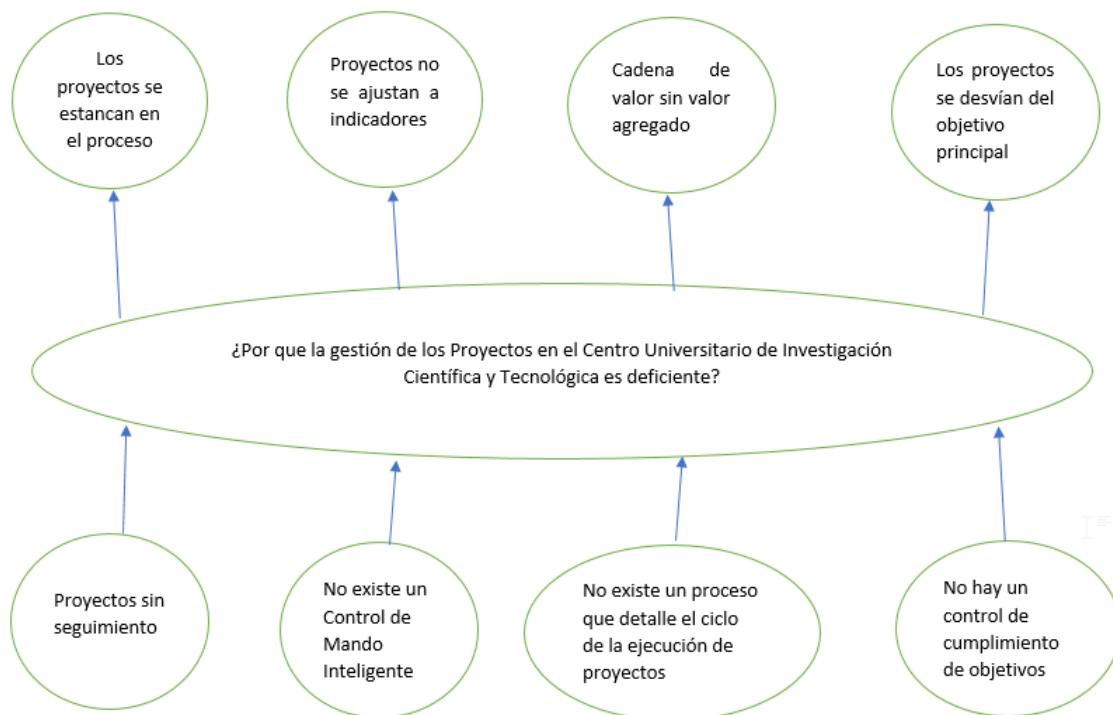 Los
proyectos se
estancan en
el proceso
Proyectos no
se ajustan a
indicadores
Cadena de
valor sin valor
agregado
Los proyectos
se desvían del
objetivo
principal
¿Por que la gestión de los Proyectos en el Centro Universitario de Investigación
Científica y Tecnológica es deficiente?
Proyectos sin
seguimiento
No existe un
Control de
Mando
Inteligente
No existe un proceso
que detalle el ciclo
de la ejecución de
proyectos
No hay un
control de
cumplimiento
de objetivos